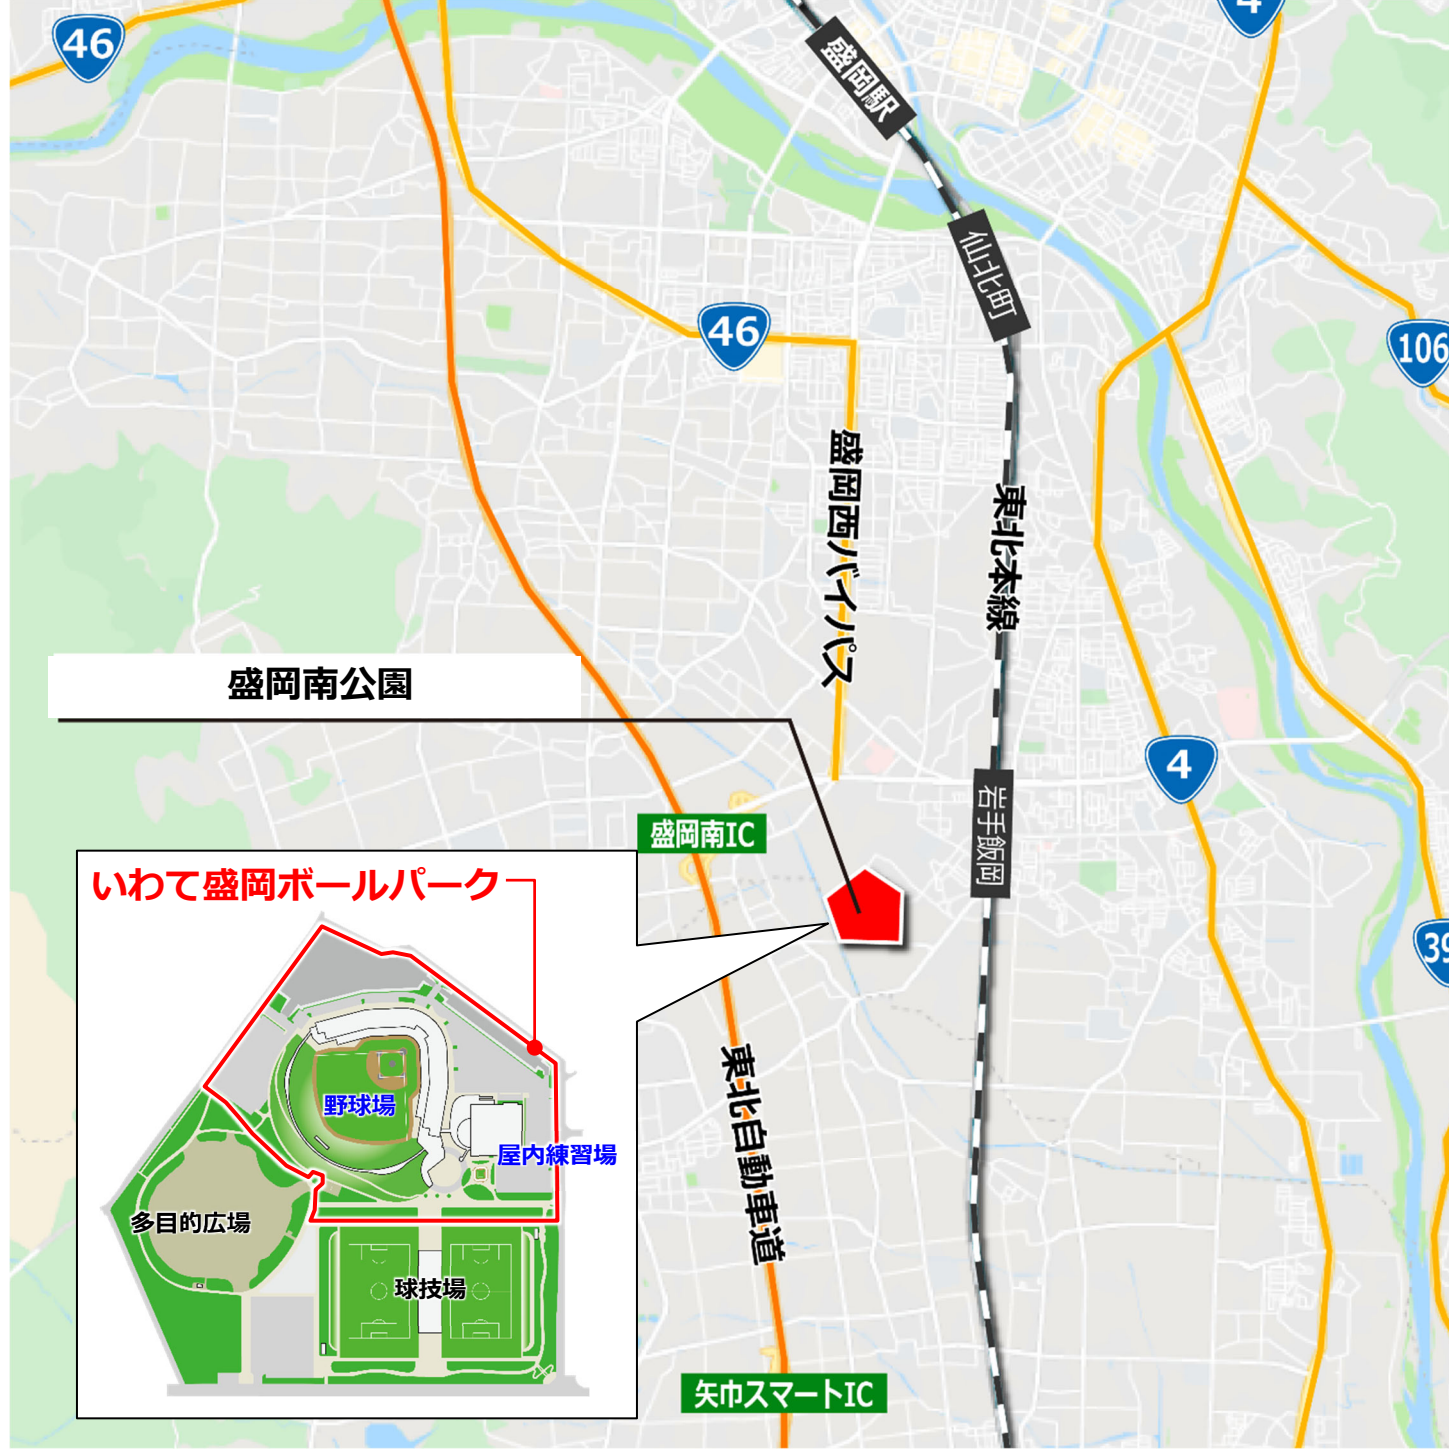 46
4
盛岡駅
仙北町
46
106
盛岡西バイパス
東北本線
盛岡南公園
4
盛岡南IC
岩手飯岡
いわて盛岡ボールパーク
39
野球場
屋内練習場
東北自動車道
多目的広場
球技場
矢巾スマートIC